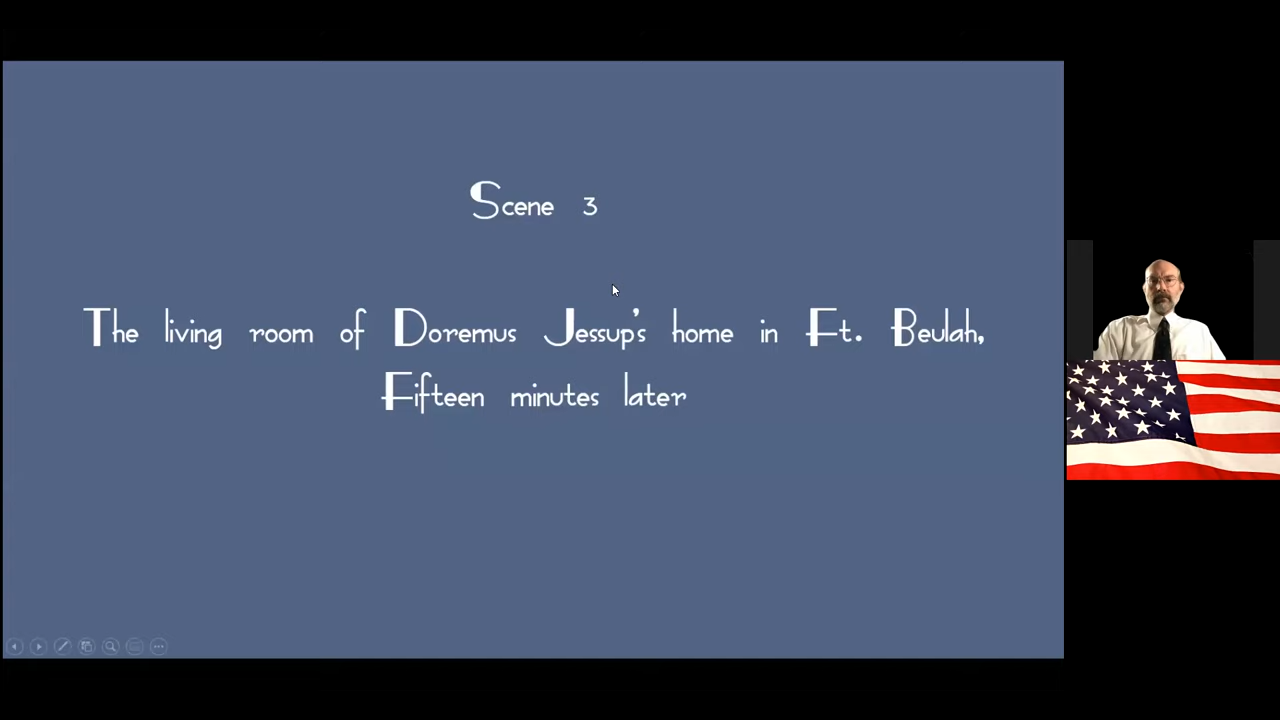 Scene 3
The living room of Doremus Jessup's home in Ft. Beulah,
Fifteen minutes later